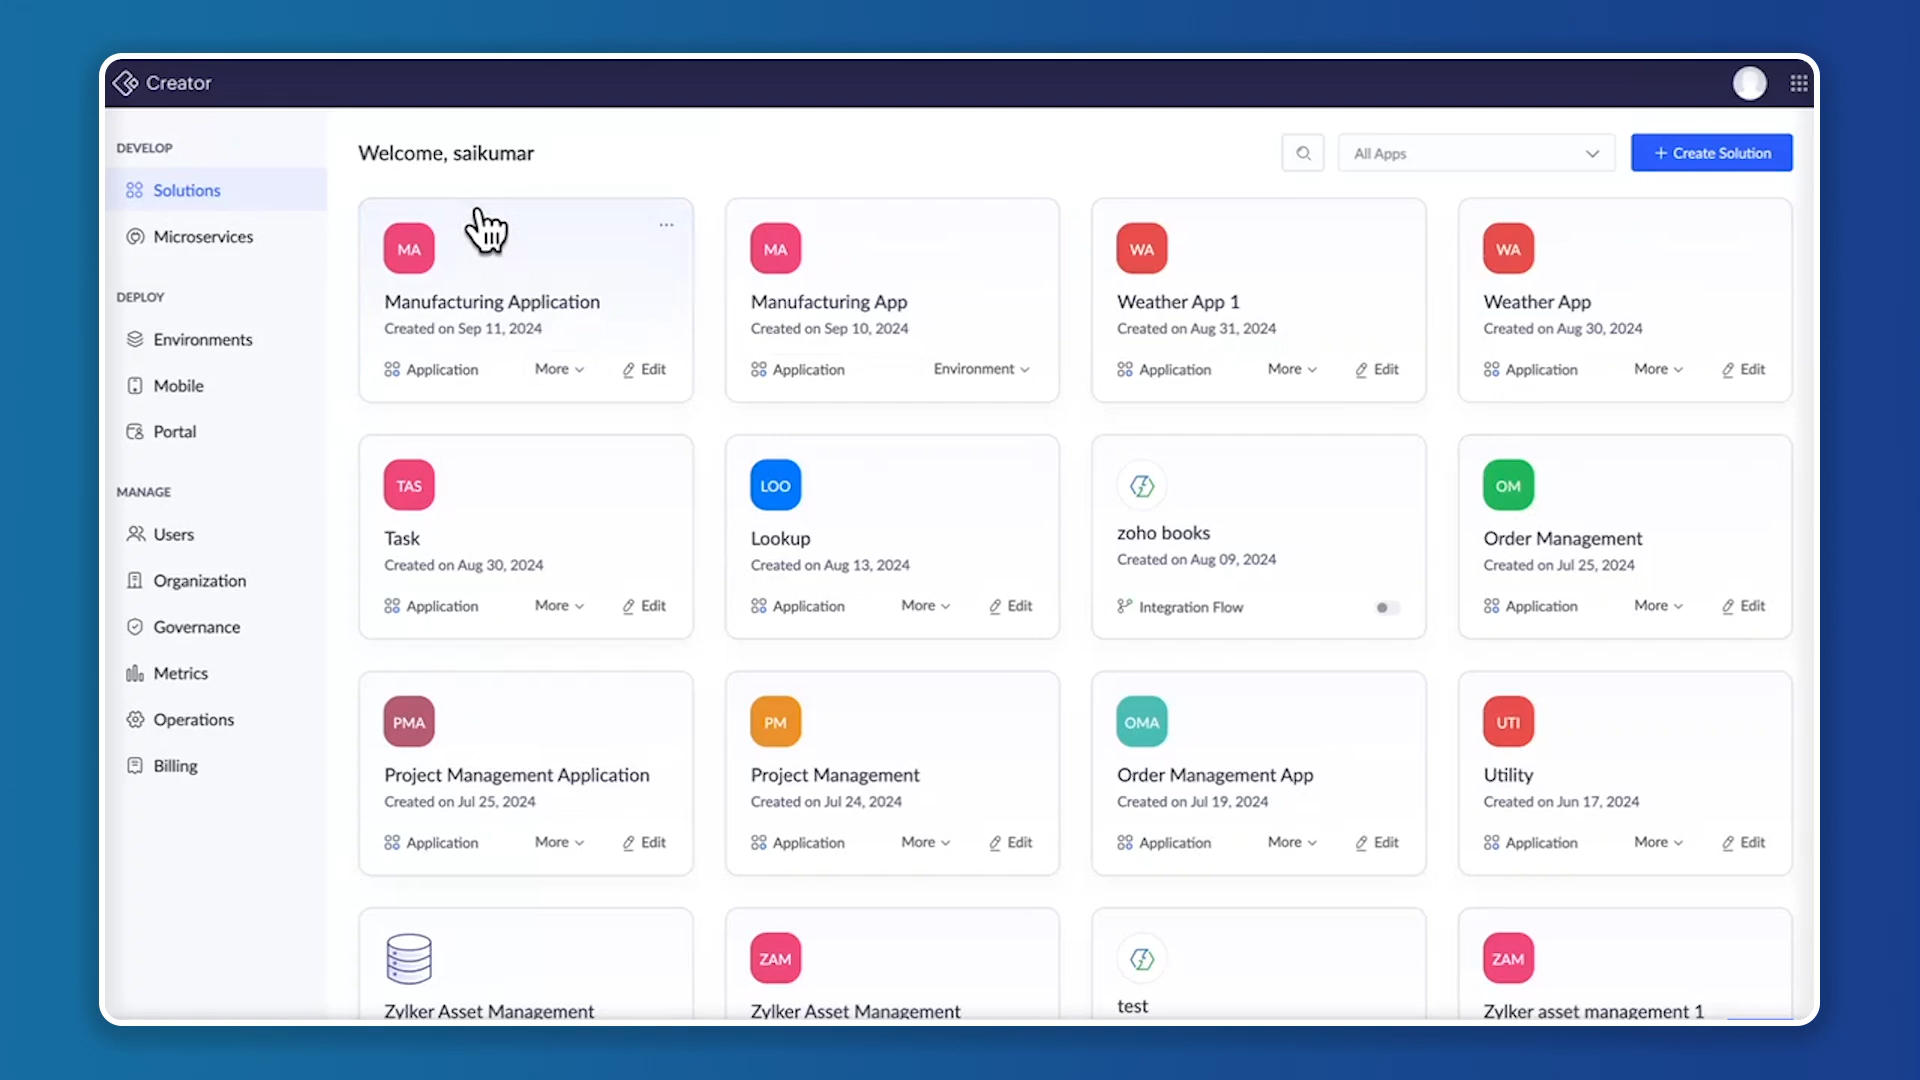 Creator
DEVELOP
Solutions
Microservices
DEPLOY
Environments
Mobile
Portal
MANAGE
Users
Organization
Governance
Metrics
Operations
Billing
Welcome, saikumar
All Apps
+ Create Solution
MA
Manufacturing Application
Created on Sep 11, 2024
Application More Edit
MA
Manufacturing App
Created on Sep 10, 2024
Application Environment
WA
Weather App 1
Created on Aug 31, 2024
Application More Edit
WA
Weather App
Created on Aug 30, 2024
Application More Edit
TAS
Task
Created on Aug 30, 2024
Application More Edit
LOO
Lookup
Created on Aug 13, 2024
Application More Edit
zoho books
Created on Aug 09, 2024
Integration Flow
OM
Order Management
Created on Jul 25, 2024
Application More Edit
PMA
Project Management Application
Created on Jul 25, 2024
Application More Edit
PM
Project Management
Created on Jul 24, 2024
Application More Edit
OMA
Order Management App
Created on Jul 19, 2024
Application More Edit
UTI
Utility
Created on Jun 17, 2024
Application More Edit
Zylker Asset Management
ZAM
Zylker Asset Management
test
ZAM
Zylker asset management 1